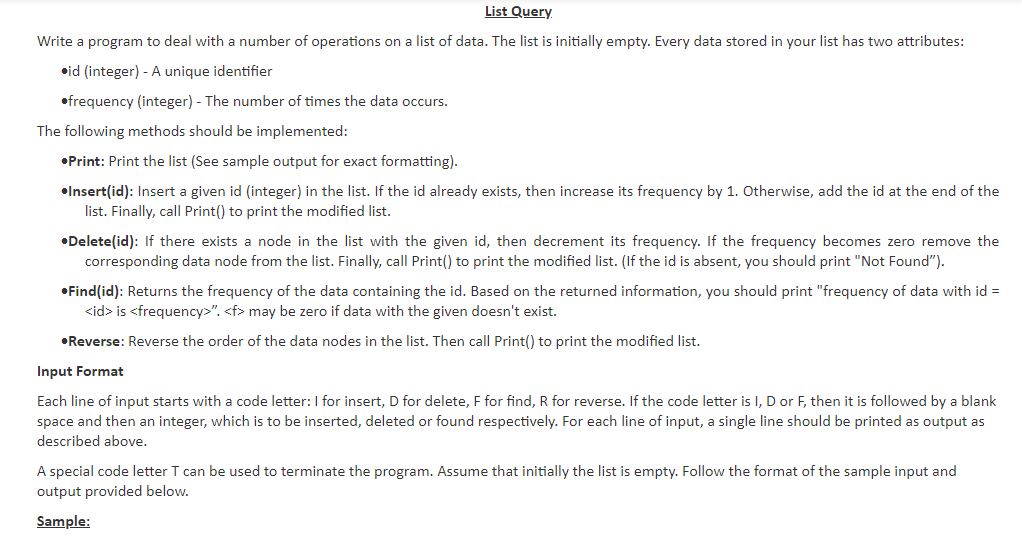 List Query
Write a program to deal with a number of operations on a list of data. The list is initially empty. Every data stored in your list has two attributes:
•id (integer) - A unique identifier
•frequency (integer) - The number of times the data occurs.
The following methods should be implemented:
•Print: Print the list (See sample output for exact formatting).
•Insert(id): Insert a given id (integer) in the list. If the id already exists, then increase its frequency by 1. Otherwise, add the id at the end of the
list. Finally, call Print() to print the modified list.
•Delete(id): If there exists a node in the list with the given id, then decrement its frequency. If the frequency becomes zero remove the
corresponding data node from the list. Finally, call Print() to print the modified list. (If the id is absent, you should print "Not Found”).
•Find(id): Returns the frequency of the data containing the id. Based on the returned information, you should print "frequency of data with id =
<id> is <frequency>”. <f> may be zero if data with the given doesn't exist.
•Reverse: Reverse the order of the data nodes in the list. Then call Print() to print the modified list.
Input Format
Each line of input starts with a code letter: I for insert, D for delete, F for find, R for reverse. If the code letter is I, D or F, then it is followed by a blank
space and then an integer, which is to be inserted, deleted or found respectively. For each line of input, a single line should be printed as output as
described above.
A special code letter T can be used to terminate the program. Assume that initially the list is empty. Follow the format of the sample input and
output provided below.
Sample: